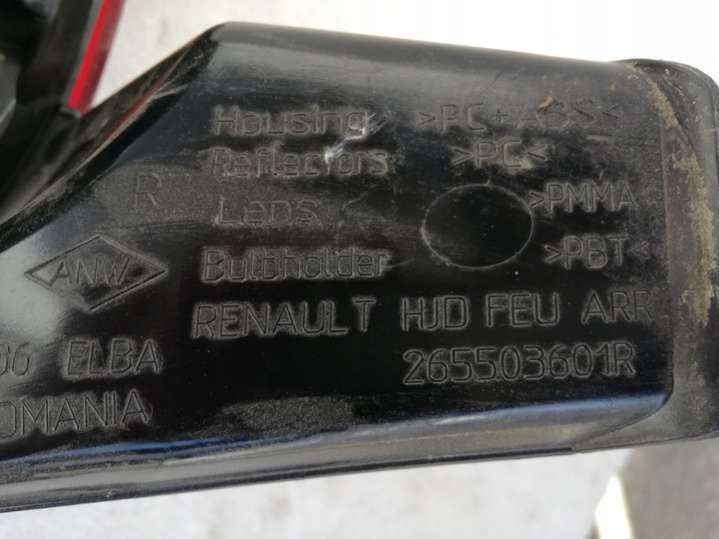 Housing >PC+ABS<
Reflectors >PC<
R
Lens >PMMA
ANW
Bulbholder >PBT<
RENAULT HJD FEU ARR
ELBA 265503601R
OMANIA